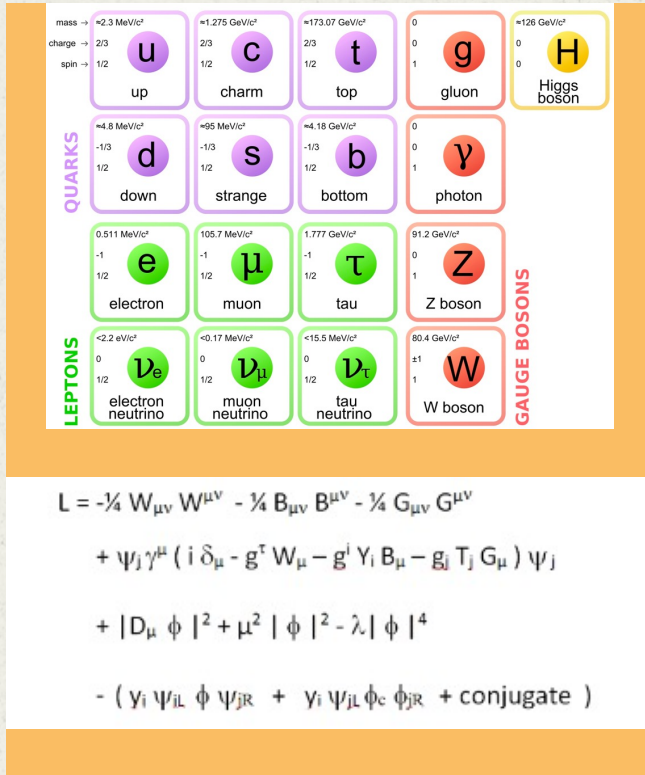 mass → ≈2.3 MeV/c² ≈1.275 GeV/c² ≈173.07 GeV/c² 0 ≈126 GeV/c²
charge → 2/3 2/3 2/3 0 0
spin → 1/2 1/2 1/2 1 0
u c t g H
up charm top gluon Higgs boson
QUARKS
≈4.8 MeV/c² ≈95 MeV/c² ≈4.18 GeV/c² 0
-1/3 -1/3 -1/3 0
1/2 1/2 1/2 1
d s b γ
down strange bottom photon
0.511 MeV/c² 105.7 MeV/c² 1.777 GeV/c² 91.2 GeV/c²
-1 -1 -1 0
1/2 1/2 1/2 1
e μ τ Z
electron muon tau Z boson
LEPTONS
<2.2 eV/c² <0.17 MeV/c² <15.5 MeV/c² 80.4 GeV/c²
0 0 0 ±1
1/2 1/2 1/2 1
νe νμ ντ W
electron neutrino muon neutrino tau neutrino W boson
GAUGE BOSONS
L = -¼ Wμν Wᵘᵛ - ¼ Bμν Bᵘᵛ - ¼ Gμν Gᵘᵛ
+ ψj γᵘ ( i δμ - gᵗ Wμ – gⁱ Yi Bμ – gj Tj Gμ ) ψj
+ |Dμ ϕ |² + μ² | ϕ |² - λ| ϕ |⁴
- ( yi ψiL ϕ ψjR + yi ψjL ϕc ϕjR + conjugate )